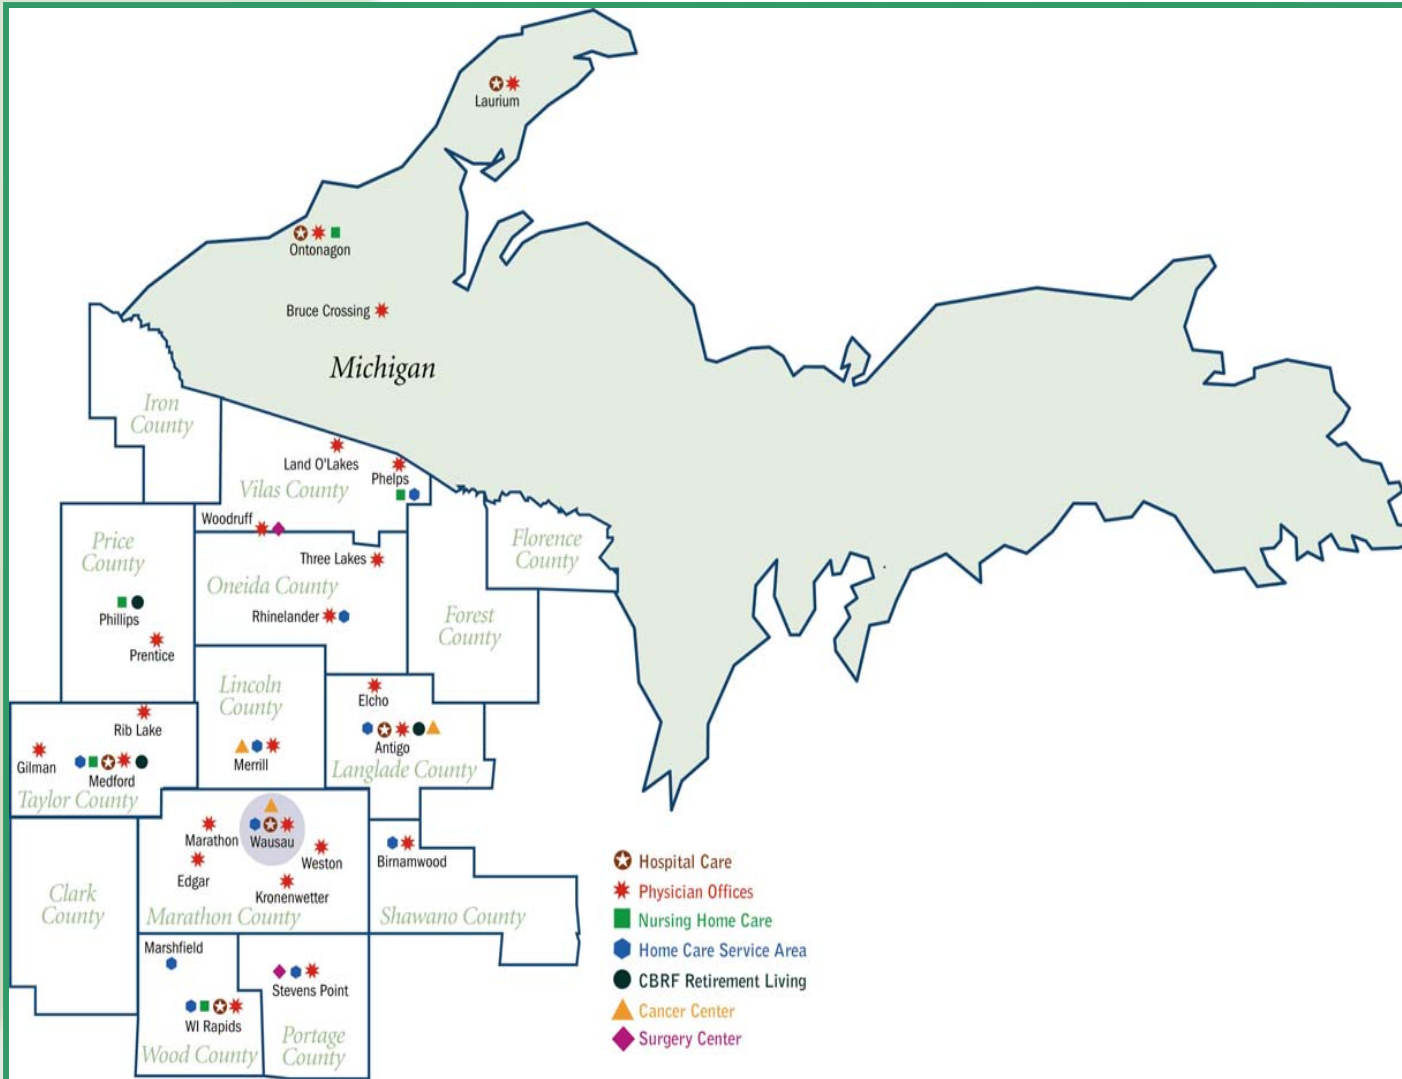 Laurium
Ontonagon
Bruce Crossing
Michigan
Iron
County
Land O'Lakes
Phelps
Vilas County
Woodruff
Price
County
Three Lakes
Florence
County
Oneida County
Phillips
Rhinelander
Forest
County
Prentice
Lincoln
County
Elcho
Rib Lake
Antigo
Gilman
Medford
Merrill
Langlade County
Taylor County
Marathon
Wausau
Weston
Birnamwood
Edgar
Kronenwetter
Clark
County
Marathon County
Shawano County
Marshfield
Stevens Point
WI Rapids
Wood County
Portage
County
Hospital Care
Physician Offices
Nursing Home Care
Home Care Service Area
CBRF Retirement Living
Cancer Center
Surgery Center